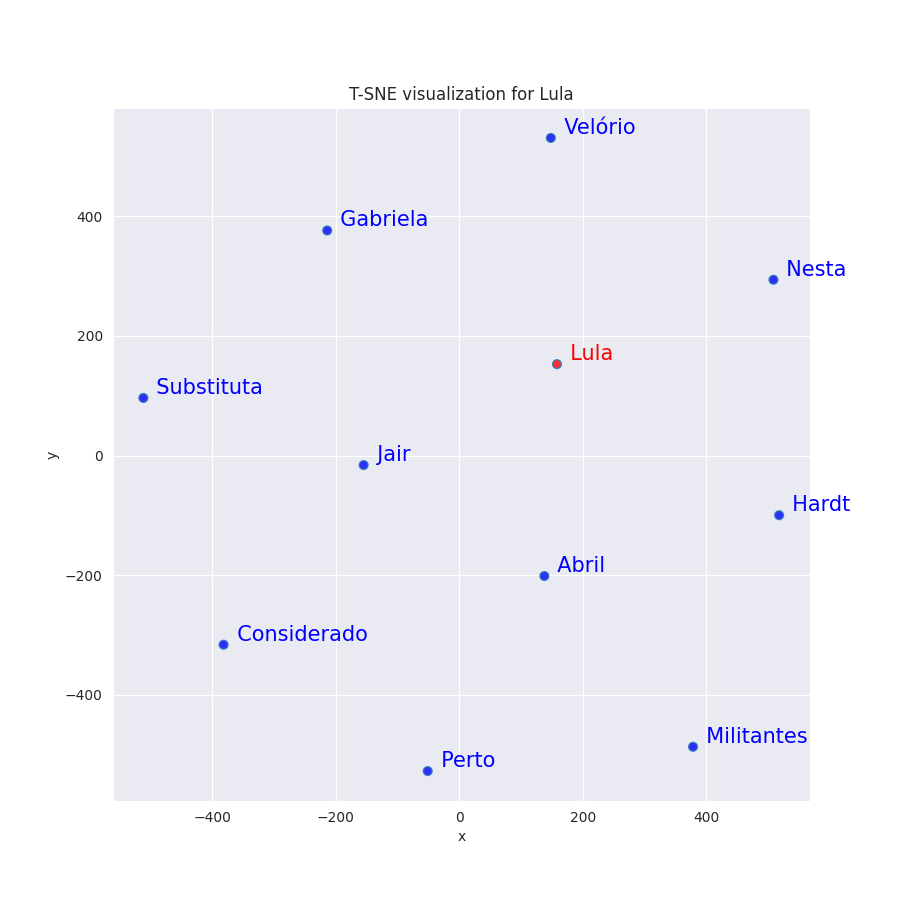 T-SNE visualization for Lula
Velório
Gabriela
Nesta
Lula
Substituta
Jair
Hardt
Abril
Considerado
Militantes
Perto
400
200
0
−200
−400
y
−400
−200
0
200
400
x